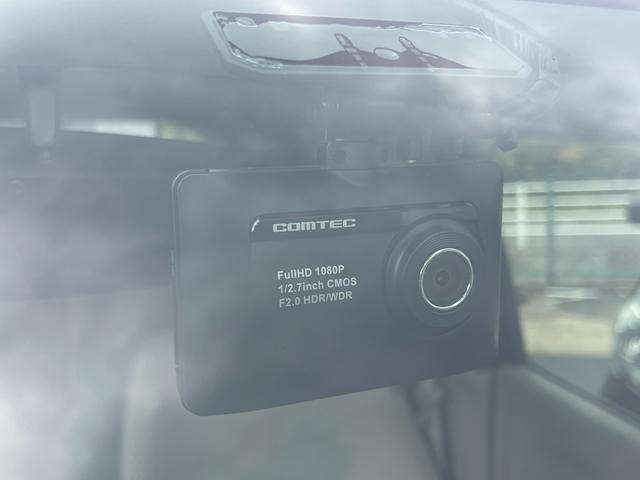 COMTEC
FullHD 1080P
1/2.7inch CMOS
F2.0 HDR/WDR